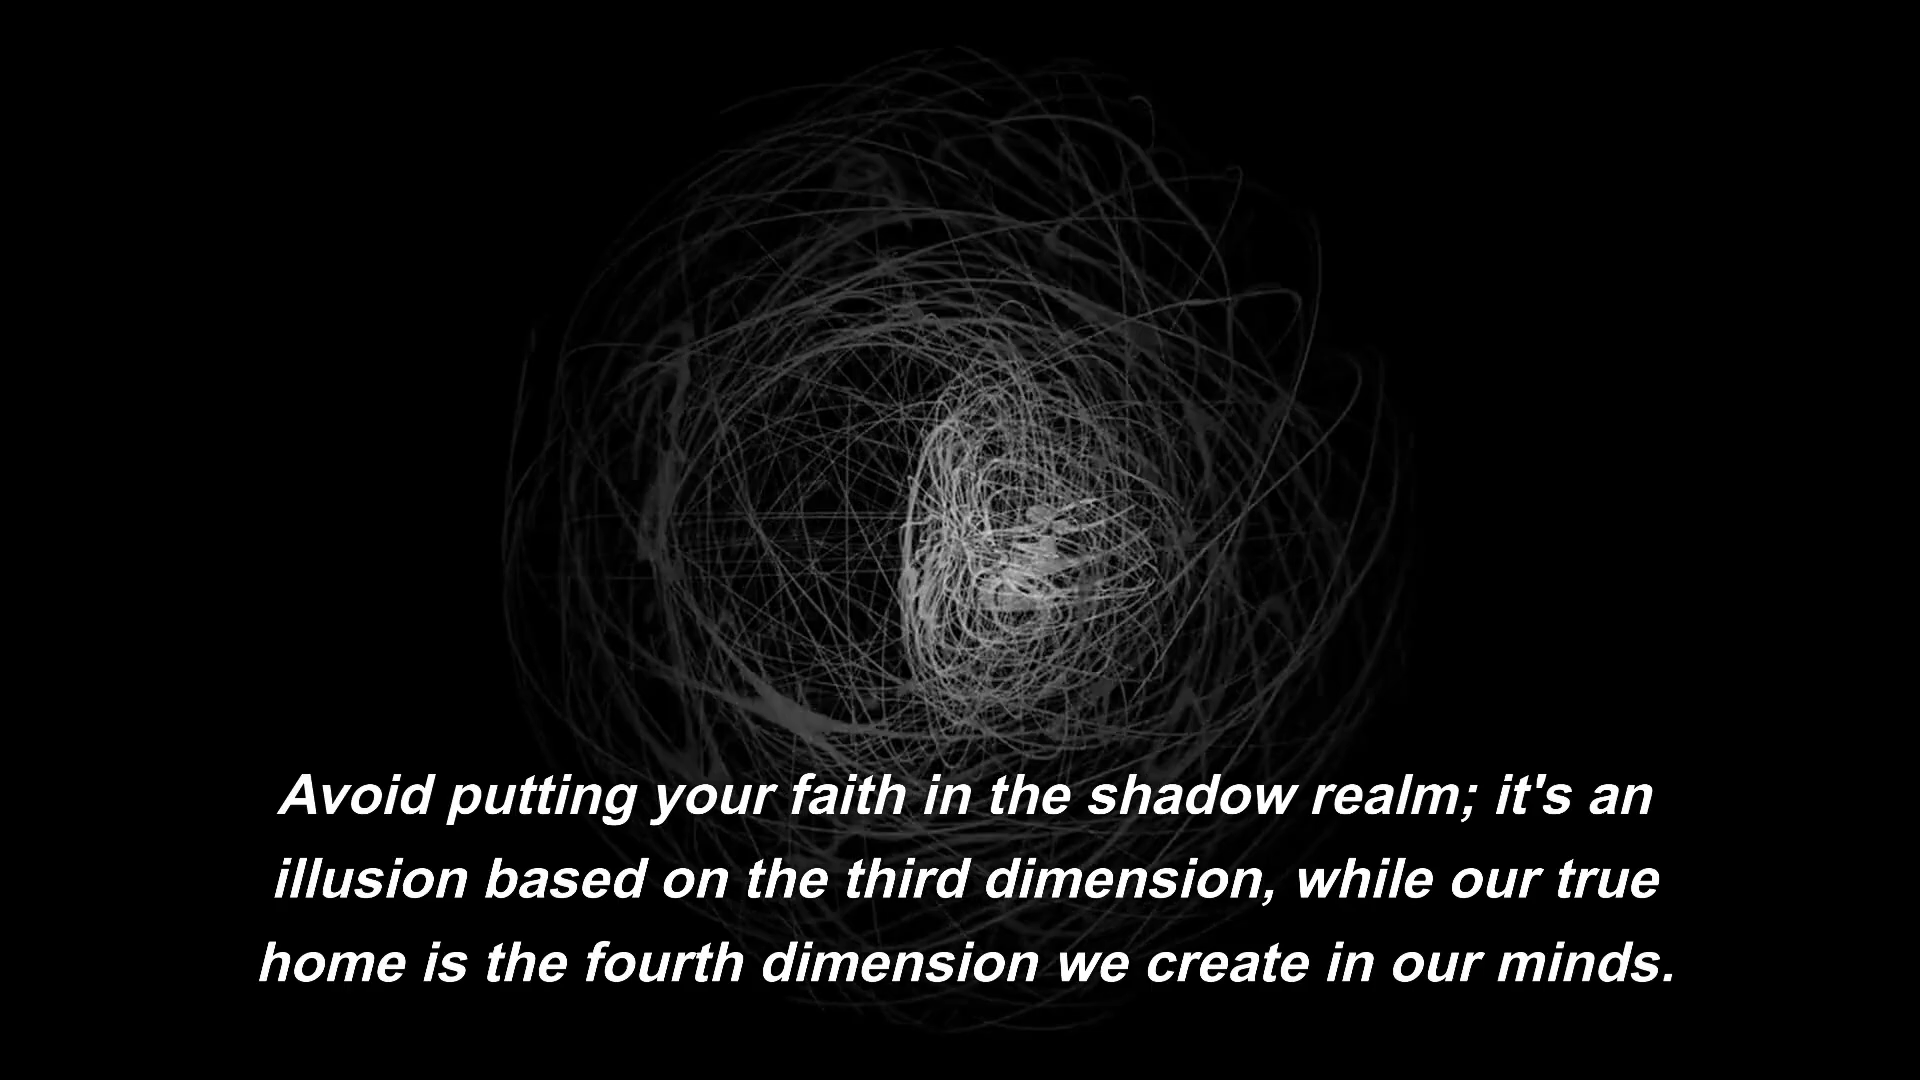 Avoid putting your faith in the shadow realm; it's an
illusion based on the third dimension, while our true
home is the fourth dimension we create in our minds.